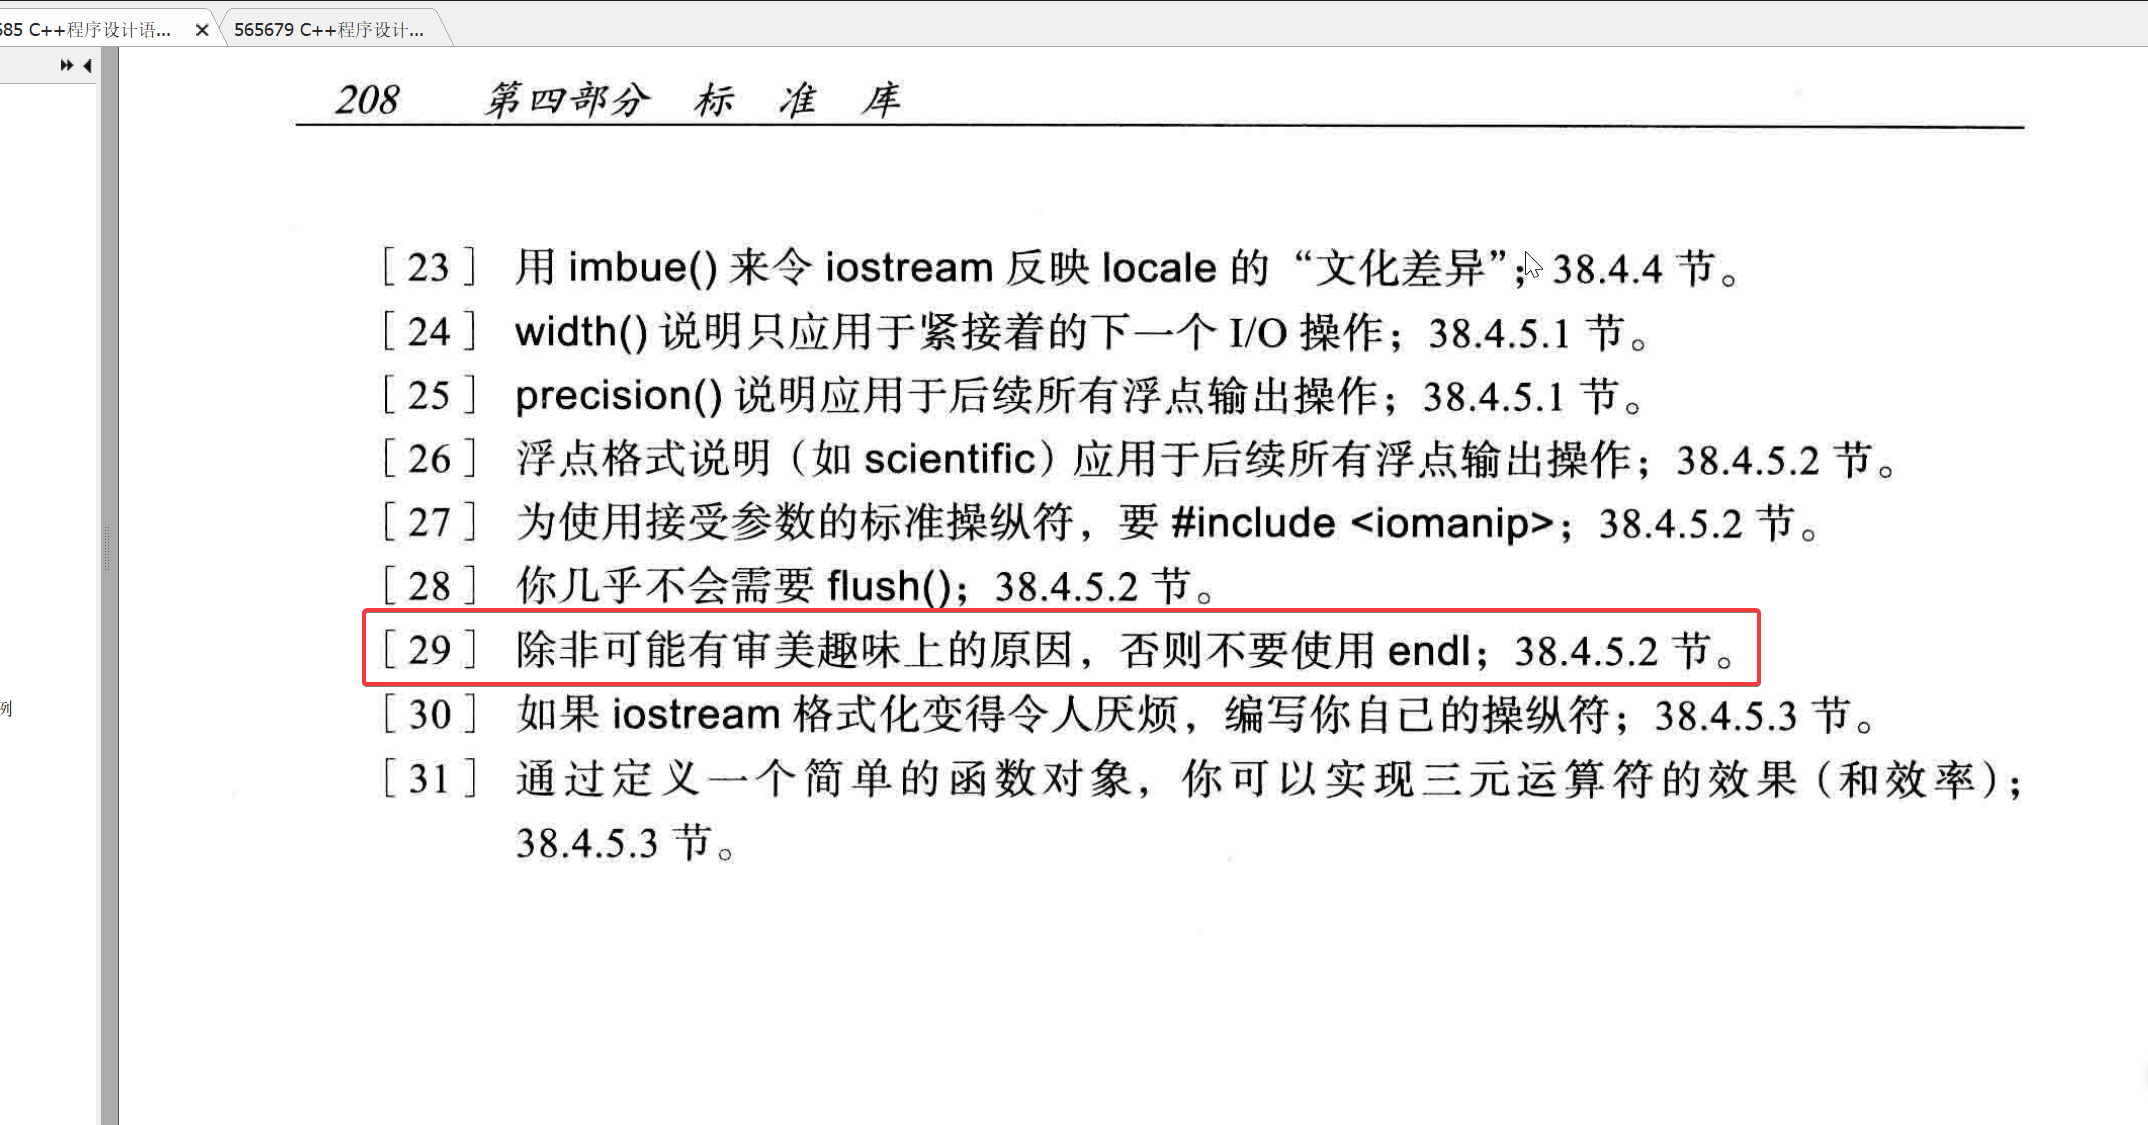 585 C++程序设计语...
565679 C++程序设计...
208 第四部分 标 准 库
[ 23 ] 用 imbue() 来令 iostream 反映 locale 的 “文化差异”；38.4.4 节。
[ 24 ] width() 说明只应用于紧接着的下一个 I/O 操作；38.4.5.1 节。
[ 25 ] precision() 说明应用于后续所有浮点输出操作；38.4.5.1 节。
[ 26 ] 浮点格式说明（如 scientific）应用于后续所有浮点输出操作；38.4.5.2 节。
[ 27 ] 为使用接受参数的标准操纵符，要 #include <iomanip>；38.4.5.2 节。
[ 28 ] 你几乎不会需要 flush()；38.4.5.2 节。
[ 29 ] 除非可能有审美趣味上的原因，否则不要使用 endl；38.4.5.2 节。
例
[ 30 ] 如果 iostream 格式化变得令人厌烦，编写你自己的操纵符；38.4.5.3 节。
[ 31 ] 通过定义一个简单的函数对象，你可以实现三元运算符的效果（和效率）；
38.4.5.3 节。